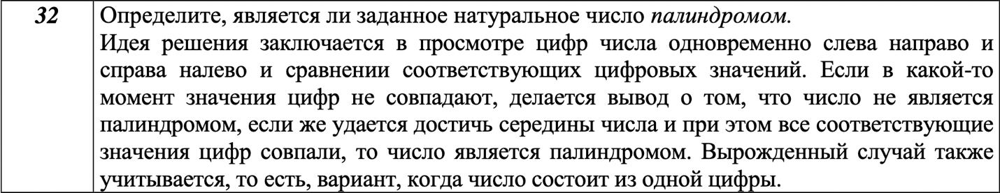 32 Определите, является ли заданное натуральное число палиндромом.
Идея решения заключается в просмотре цифр числа одновременно слева направо и
справа налево и сравнении соответствующих цифровых значений. Если в какой-то
момент значения цифр не совпадают, делается вывод о том, что число не является
палиндромом, если же удается достичь середины числа и при этом все соответствующие
значения цифр совпали, то число является палиндромом. Вырожденный случай также
учитывается, то есть, вариант, когда число состоит из одной цифры.